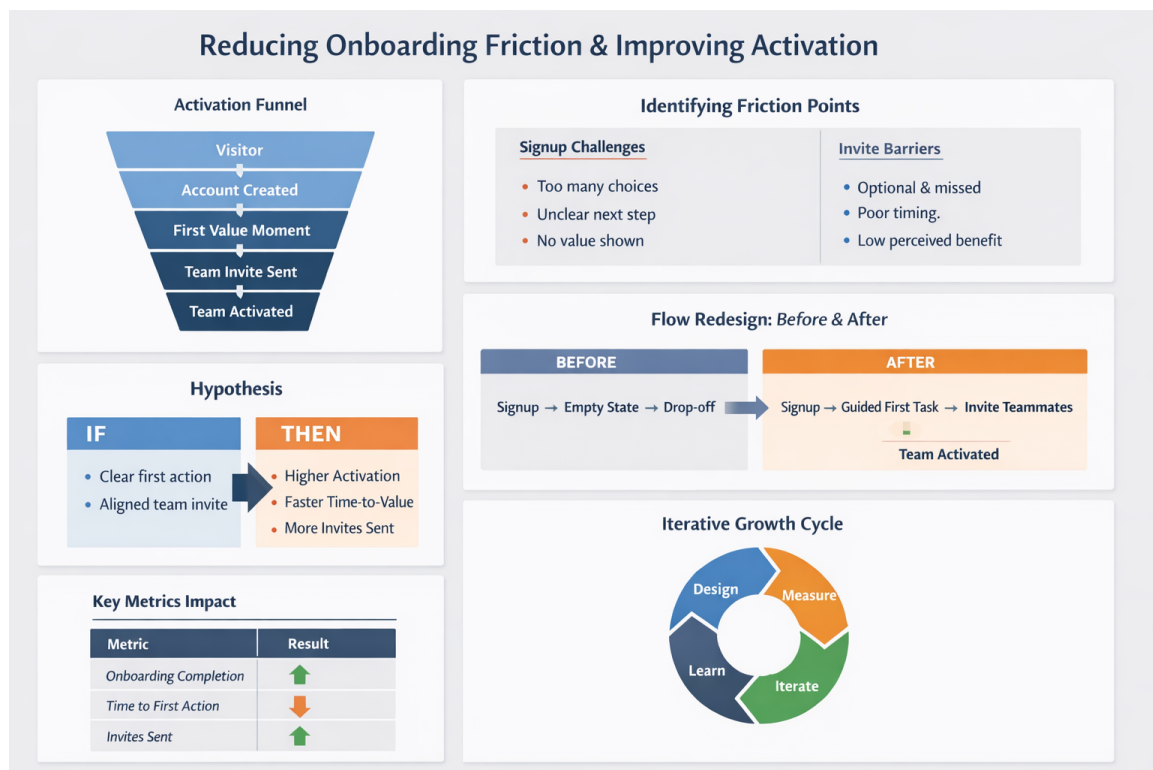 Reducing Onboarding Friction & Improving Activation
Activation Funnel
Visitor
Account Created
First Value Moment
Team Invite Sent
Team Activated
Identifying Friction Points
Signup Challenges
• Too many choices
• Unclear next step
• No value shown
Invite Barriers
• Optional & missed
• Poor timing.
• Low perceived benefit
Hypothesis
IF
• Clear first action
• Aligned team invite
THEN
• Higher Activation
• Faster Time-to-Value
• More Invites Sent
Flow Redesign: Before & After
BEFORE
Signup → Empty State → Drop-off
AFTER
Signup → Guided First Task → Invite Teammates
Team Activated
Key Metrics Impact
Metric Result
Onboarding Completion
Time to First Action
Invites Sent
Iterative Growth Cycle
Design
Measure
Learn
Iterate